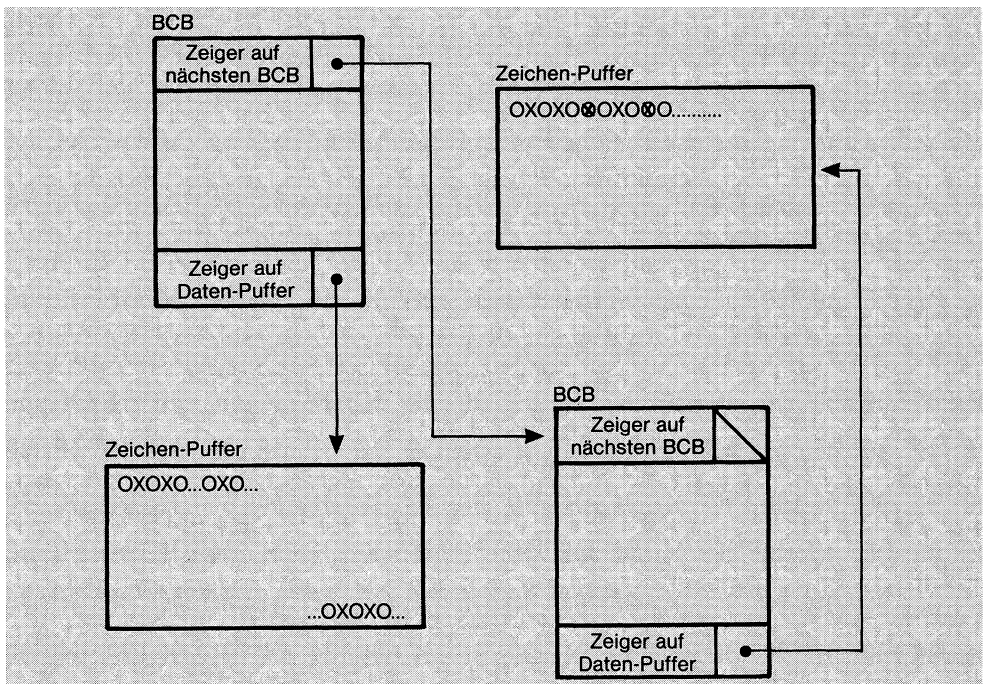 BCB
Zeiger auf
nächsten BCB
Zeiger auf
Daten-Puffer
Zeichen-Puffer
OXOXO⊗OXO⊗O..........
Zeichen-Puffer
OXOXO...OXO...
...OXOXO...
BCB
Zeiger auf
nächsten BCB
Zeiger auf
Daten-Puffer